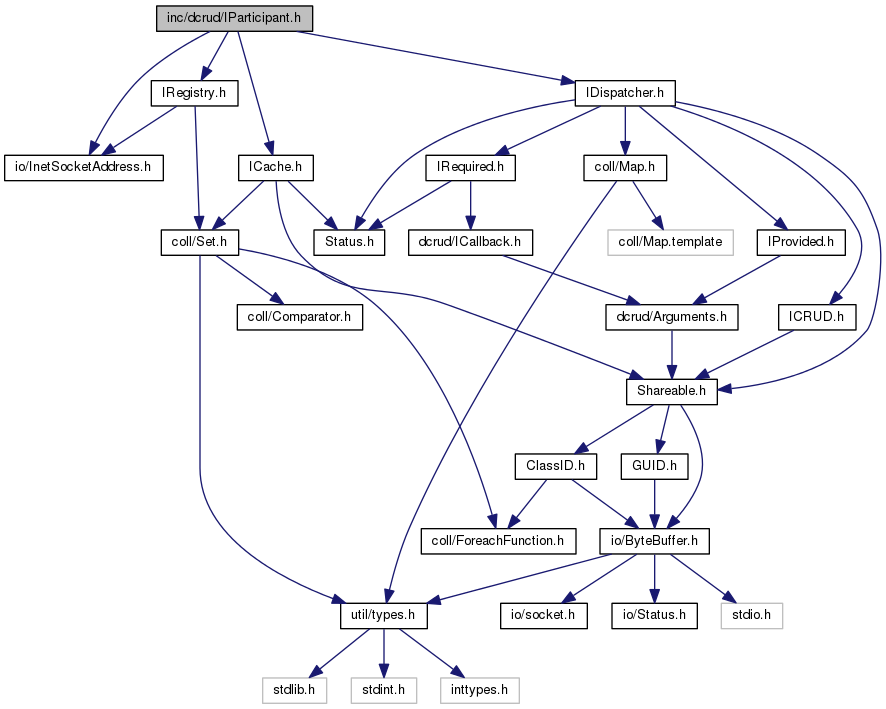 inc/dcrud/IParticipant.h
IRegistry.h
IDispatcher.h
io/InetSocketAddress.h
ICache.h
IRequired.h
coll/Map.h
coll/Set.h
Status.h
dcrud/ICallback.h
coll/Map.template
IProvided.h
coll/Comparator.h
dcrud/Arguments.h
ICRUD.h
Shareable.h
ClassID.h
GUID.h
coll/ForeachFunction.h
io/ByteBuffer.h
util/types.h
io/socket.h
io/Status.h
stdio.h
stdlib.h
stdint.h
inttypes.h